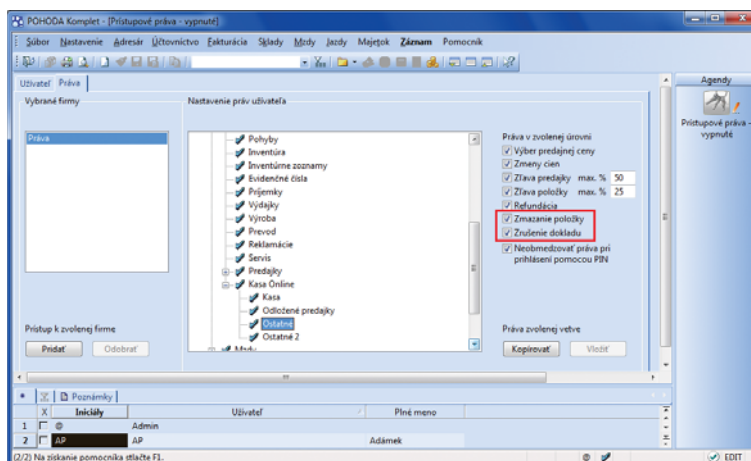 POHODA Komplet - [Prístupové práva - vypnuté]
Súbor Nastavenie Adresár Účtovníctvo Fakturácia Sklady Mzdy Jazdy Majetok Záznam Pomocník
Užívateľ Práva
Agendy
Vybrané firmy
Nastavenie práv užívateľa
Prístupové práva -
vypnuté
Práva
Pohyby
Inventúra
Inventúrne zoznamy
Evidenčné čísla
Príjemky
Výdajky
Výroba
Prevod
Reklamácie
Servis
Predajky
Kasa Online
Kasa
Odložené predajky
Ostatné
Ostatné 2
Mzdy
Práva v zvolenej úrovni
Výber predajnej ceny
Zmeny cien
Zľava predajky max. % 50
Zľava položky max. % 25
Refundácia
Zmazanie položky
Zrušenie dokladu
Neobmedzovať práva pri
prihlásení pomocou PIN
Prístup k zvolenej firme
Pridať Odobrať
Práva zvolenej vetve
Kopírovať Vložiť
* Poznámky
X Iniciály Užívateľ Plné meno
1 @ Admin
2 AP AP Adámek
(2/2) Na získanie pomocníka stlačte F1.
@ EDIT